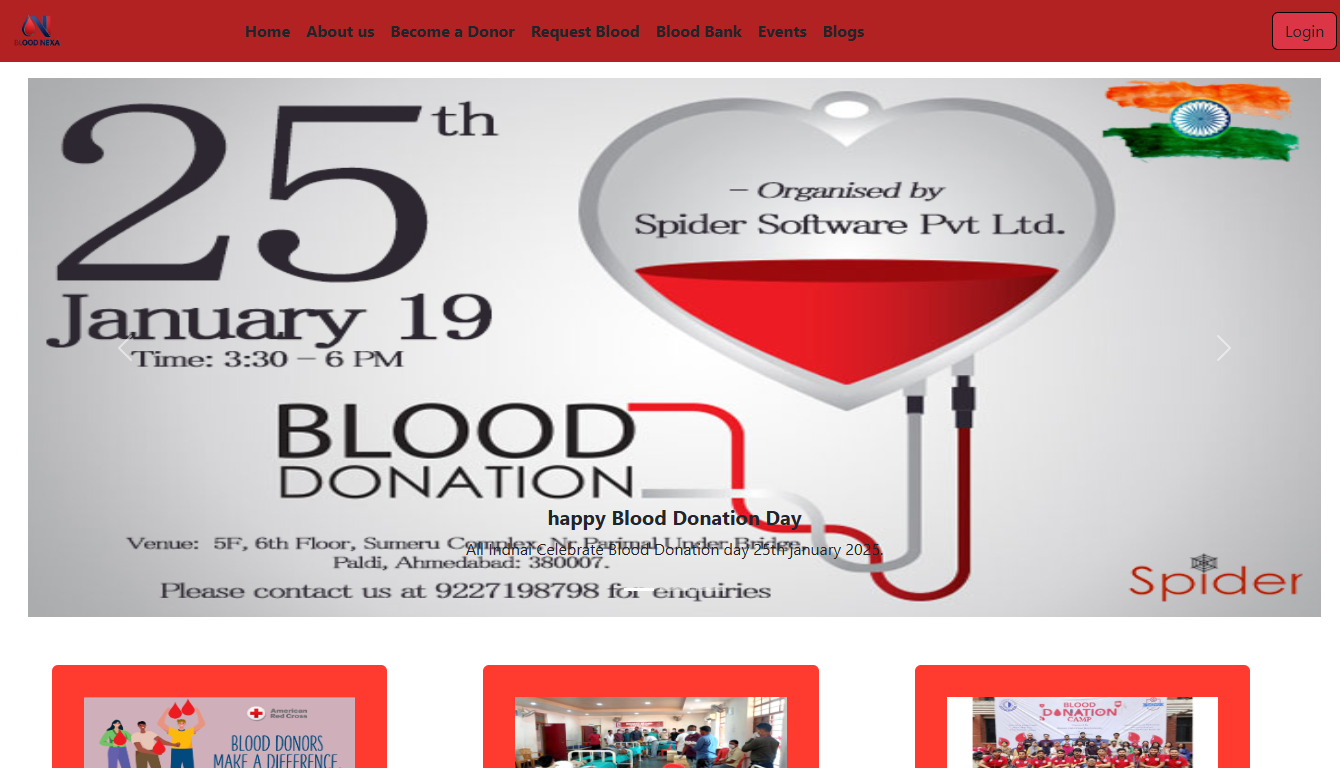 BLOOD NEXA
Home About us Become a Donor Request Blood Blood Bank Events Blogs
Login
25th
January 19
Time: 3:30 – 6 PM
– Organised by
Spider Software Pvt Ltd.
BLOOD
DONATION
happy Blood Donation Day
Venue: 5F, 6th Floor, Sumeru Complex, Nr Parimal Under Bridge,
All Indhai Celebrate Blood Donation day 25th january 2025.
Paldi, Ahmedabad: 380007.
Please contact us at 9227198798 for enquiries
Spider
American
Red Cross
BLOOD DONORS
MAKE A DIFFERENCE
BLOOD
DONATION
CAMP